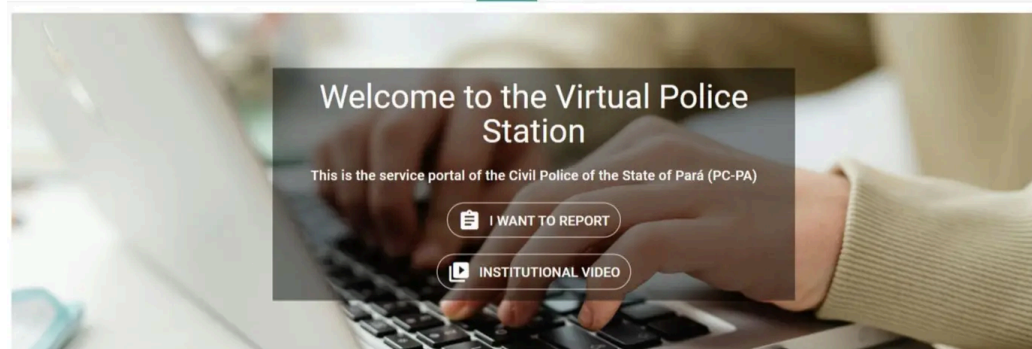 Welcome to the Virtual Police
Station
This is the service portal of the Civil Police of the State of Pará (PC-PA)
I WANT TO REPORT
INSTITUTIONAL VIDEO